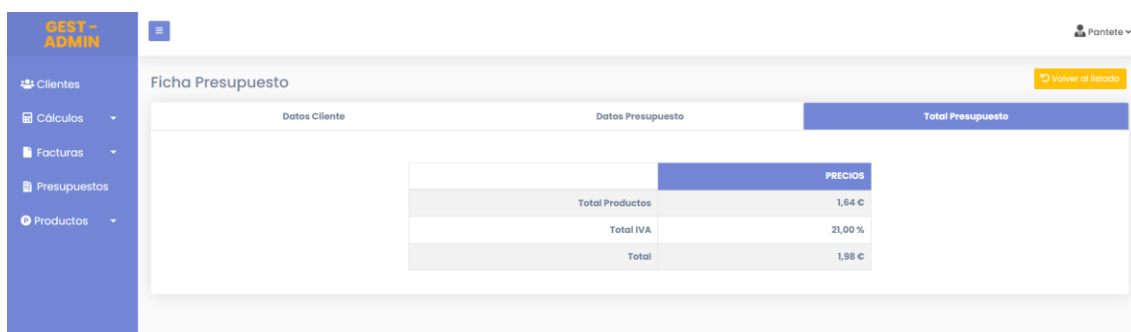 GEST -
ADMIN
Pantete
Clientes
Ficha Presupuesto
Volver al listado
Cálculos
Datos Cliente
Datos Presupuesto
Total Presupuesto
Facturas
Presupuestos
Productos
PRECIOS
Total Productos 1,64 €
Total IVA 21,00 %
Total 1,98 €